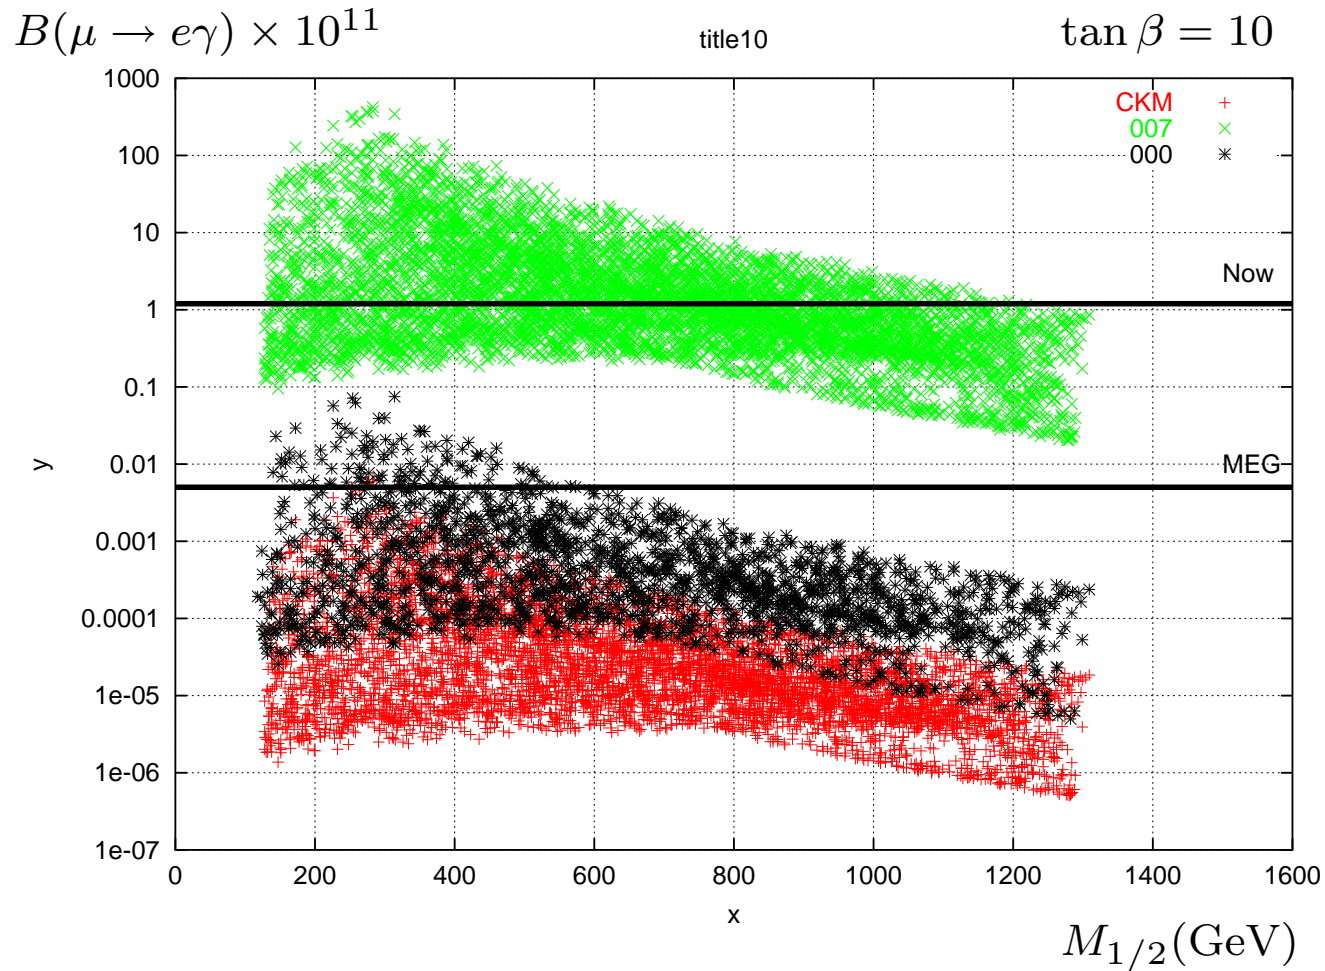 B(μ → eγ) × 10¹¹
title10
tan β = 10
1000
100
10
1
0.1
0.01
0.001
0.0001
1e-05
1e-06
1e-07
y
CKM
007
000
Now
MEG
0 200 400 600 800 1000 1200 1400 1600
x
M₁/₂(GeV)